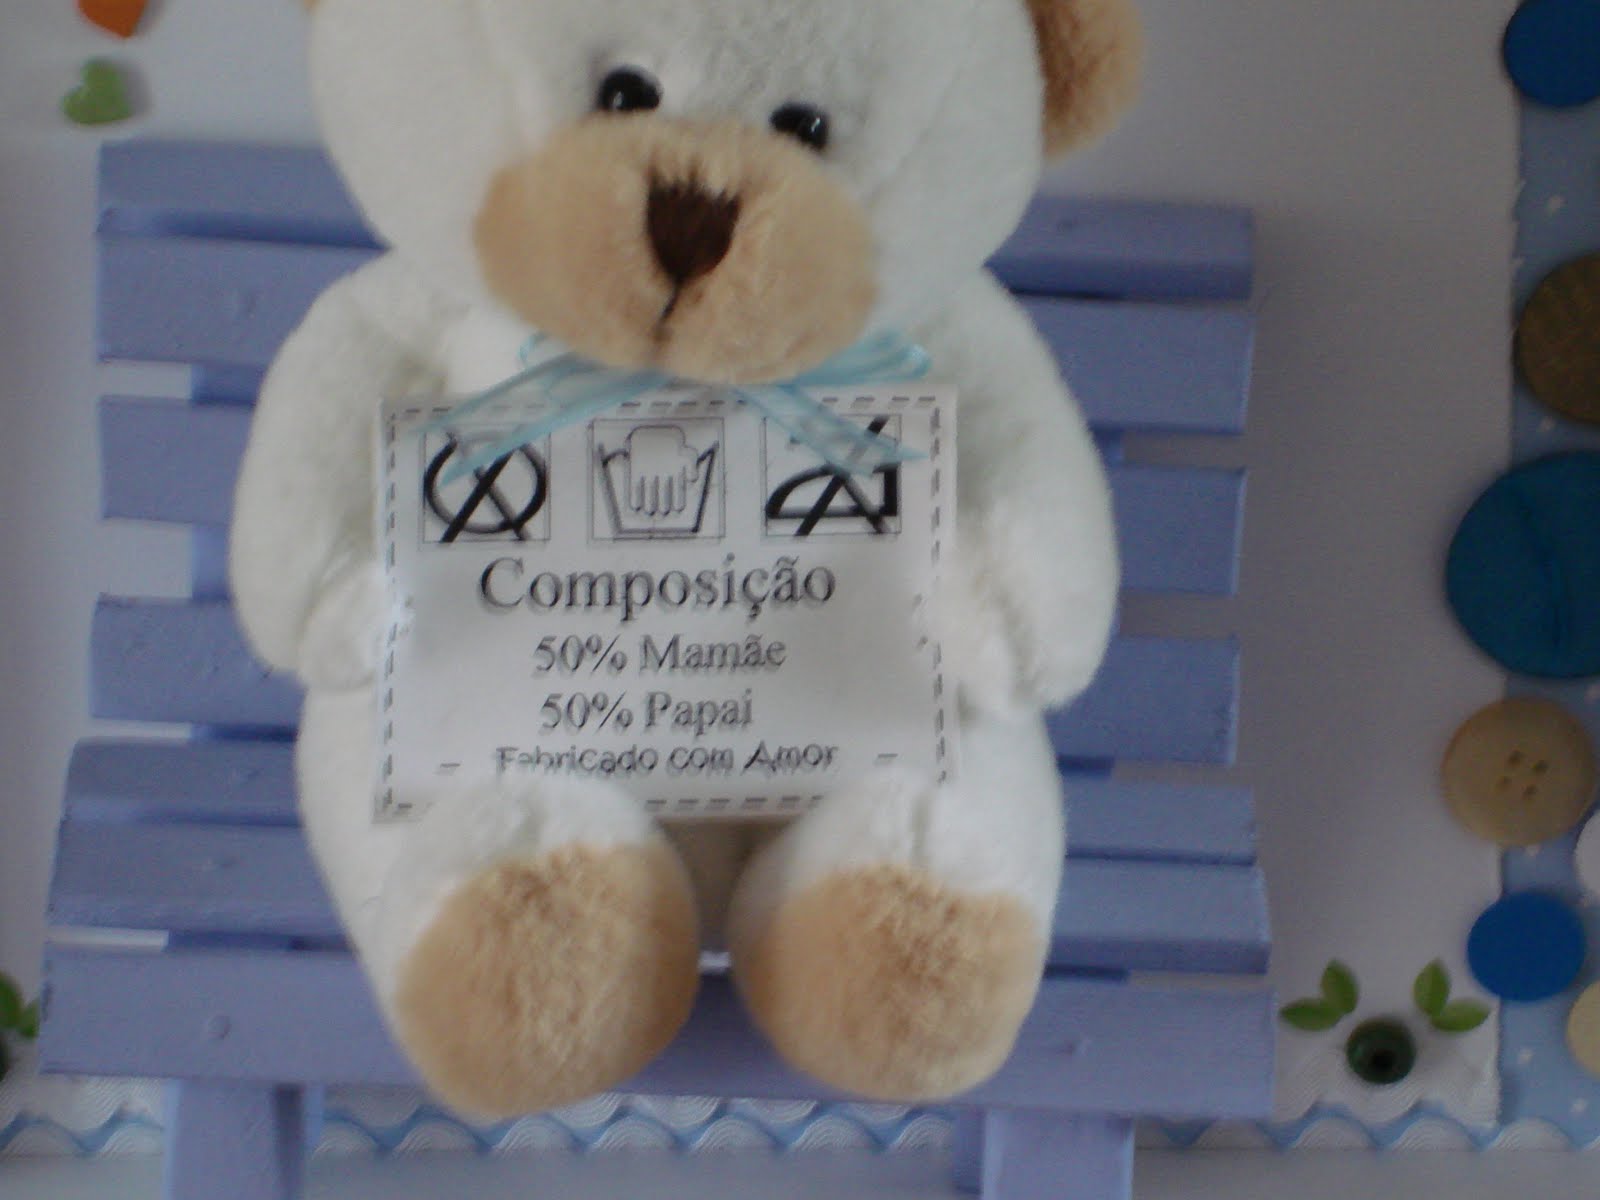 Composição
50% Mamãe
50% Papai
Fabricado com Amor